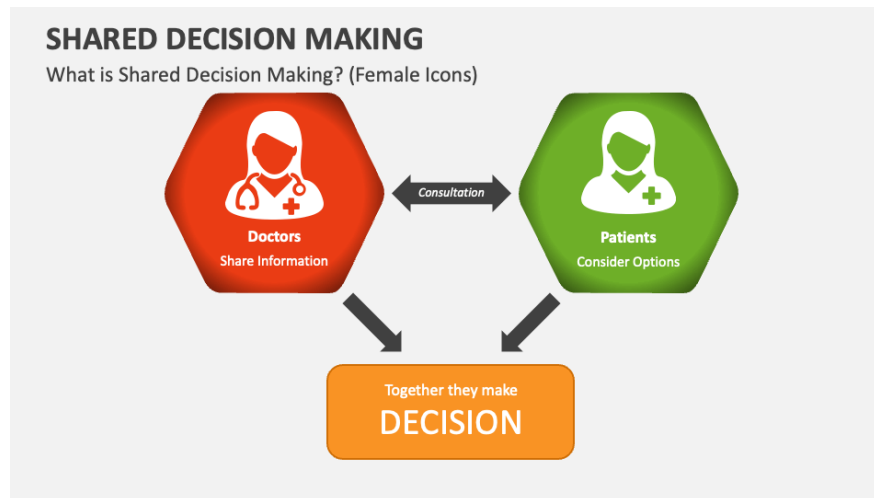 SHARED DECISION MAKING
What is Shared Decision Making? (Female Icons)
Doctors
Share Information
Consultation
Patients
Consider Options
Together they make
DECISION